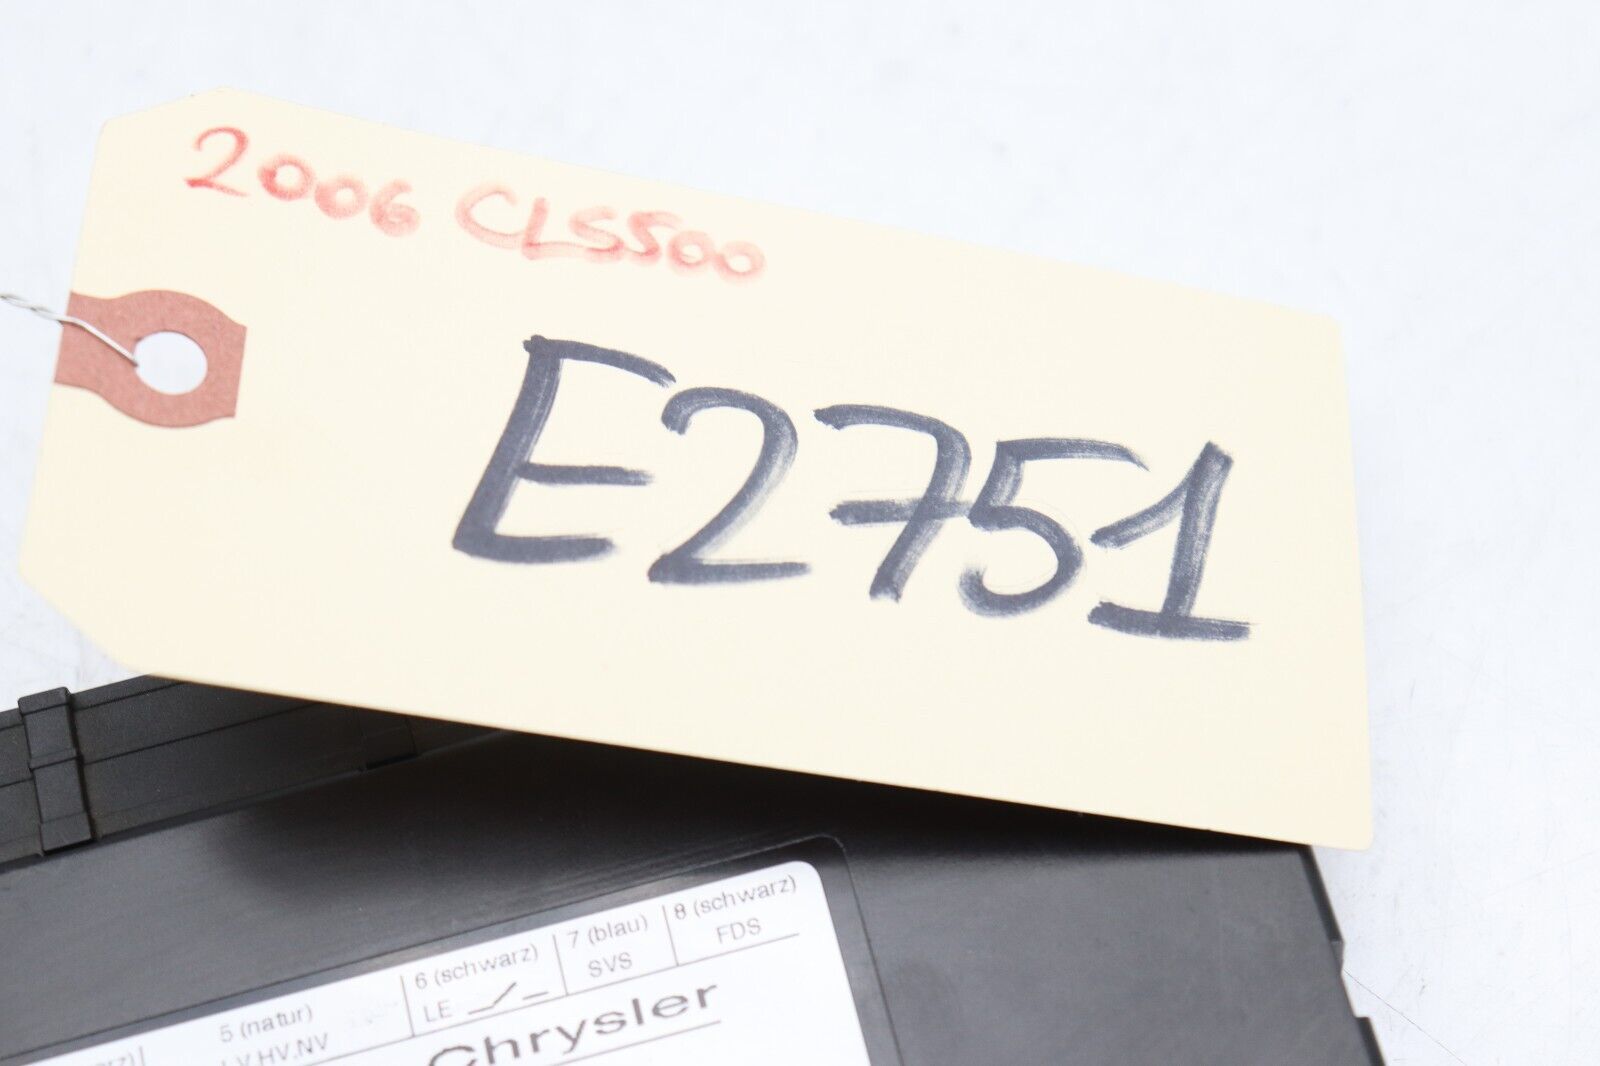 2006 CLS500
E2751
5 (natur)
6 (schwarz)
7 (blau)
8 (schwarz)
LV,HV,NV
LE
SVS
FDS
Chrysler